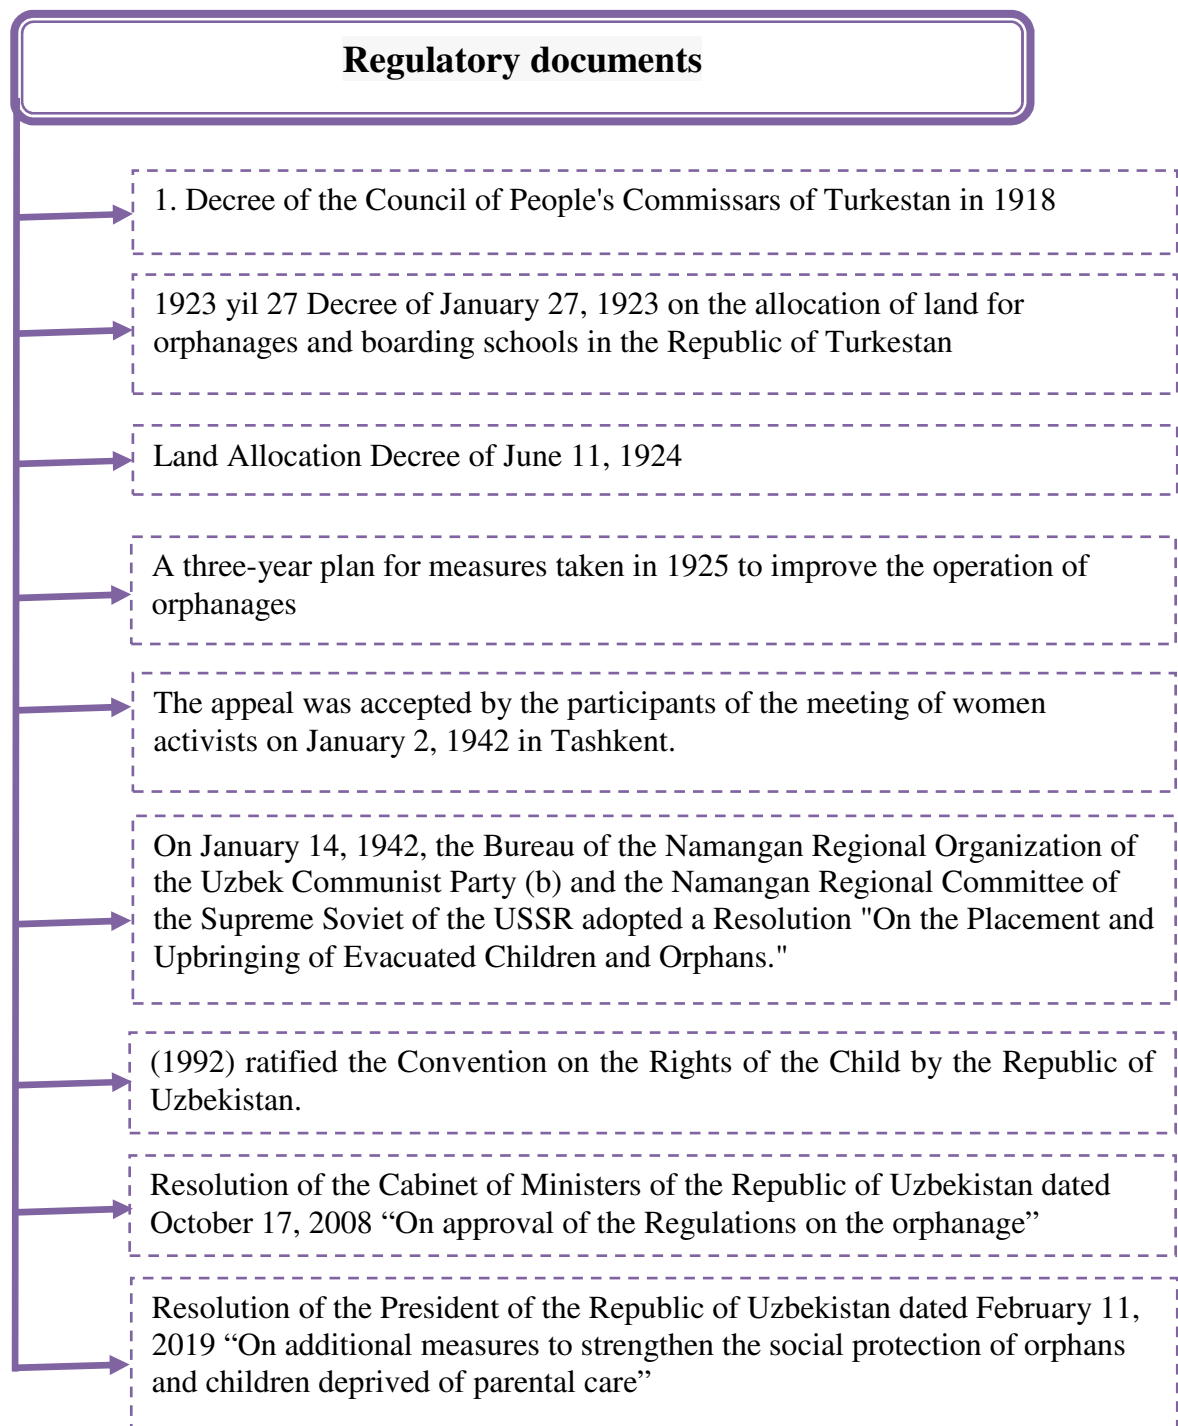 Regulatory documents
1. Decree of the Council of People's Commissars of Turkestan in 1918
1923 yil 27 Decree of January 27, 1923 on the allocation of land for
orphanages and boarding schools in the Republic of Turkestan
Land Allocation Decree of June 11, 1924
A three-year plan for measures taken in 1925 to improve the operation of
orphanages
The appeal was accepted by the participants of the meeting of women
activists on January 2, 1942 in Tashkent.
On January 14, 1942, the Bureau of the Namangan Regional Organization of
the Uzbek Communist Party (b) and the Namangan Regional Committee of
the Supreme Soviet of the USSR adopted a Resolution "On the Placement and
Upbringing of Evacuated Children and Orphans."
(1992) ratified the Convention on the Rights of the Child by the Republic of
Uzbekistan.
Resolution of the Cabinet of Ministers of the Republic of Uzbekistan dated
October 17, 2008 “On approval of the Regulations on the orphanage”
Resolution of the President of the Republic of Uzbekistan dated February 11,
2019 “On additional measures to strengthen the social protection of orphans
and children deprived of parental care”